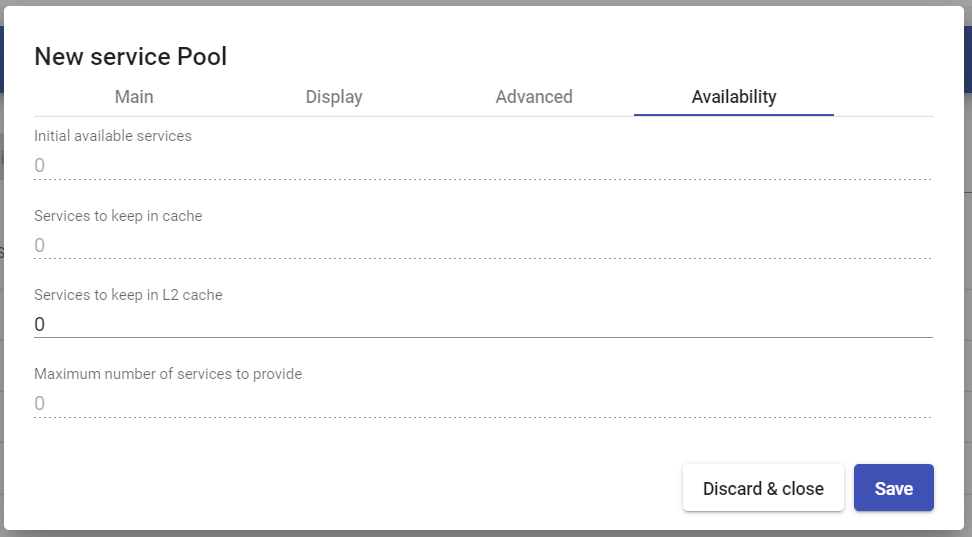 New service Pool
Main Display Advanced Availability
Initial available services
0
Services to keep in cache
0
Services to keep in L2 cache
0
Maximum number of services to provide
0
Discard & close Save